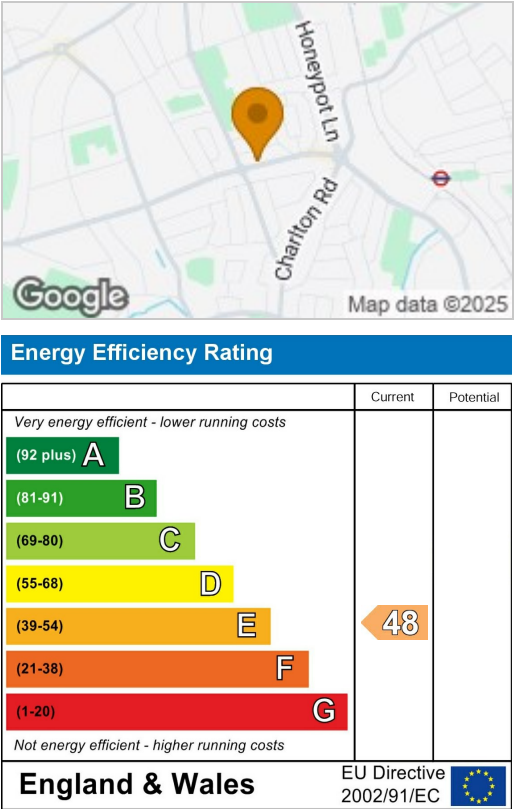 Honeypot Ln
Charlton Rd
Google
Map data ©2025
Energy Efficiency Rating
Current Potential
Very energy efficient - lower running costs
(92 plus) A
(81-91) B
(69-80) C
(55-68) D
(39-54) E
48
(21-38) F
(1-20) G
Not energy efficient - higher running costs
England & Wales
EU Directive
2002/91/EC